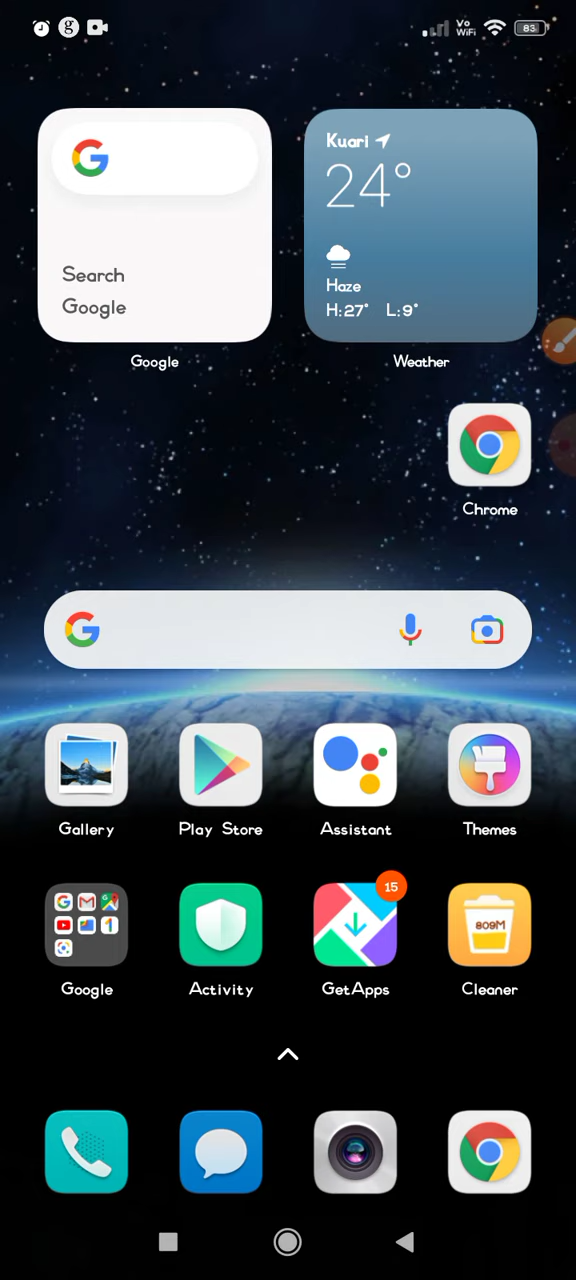 g
Vo
WiFi
83
Kuari
24°
Haze
H:27° L:9°
Search
Google
Google
Weather
Chrome
Gallery
Play Store
Assistant
Themes
15
809M
Google
Activity
GetApps
Cleaner